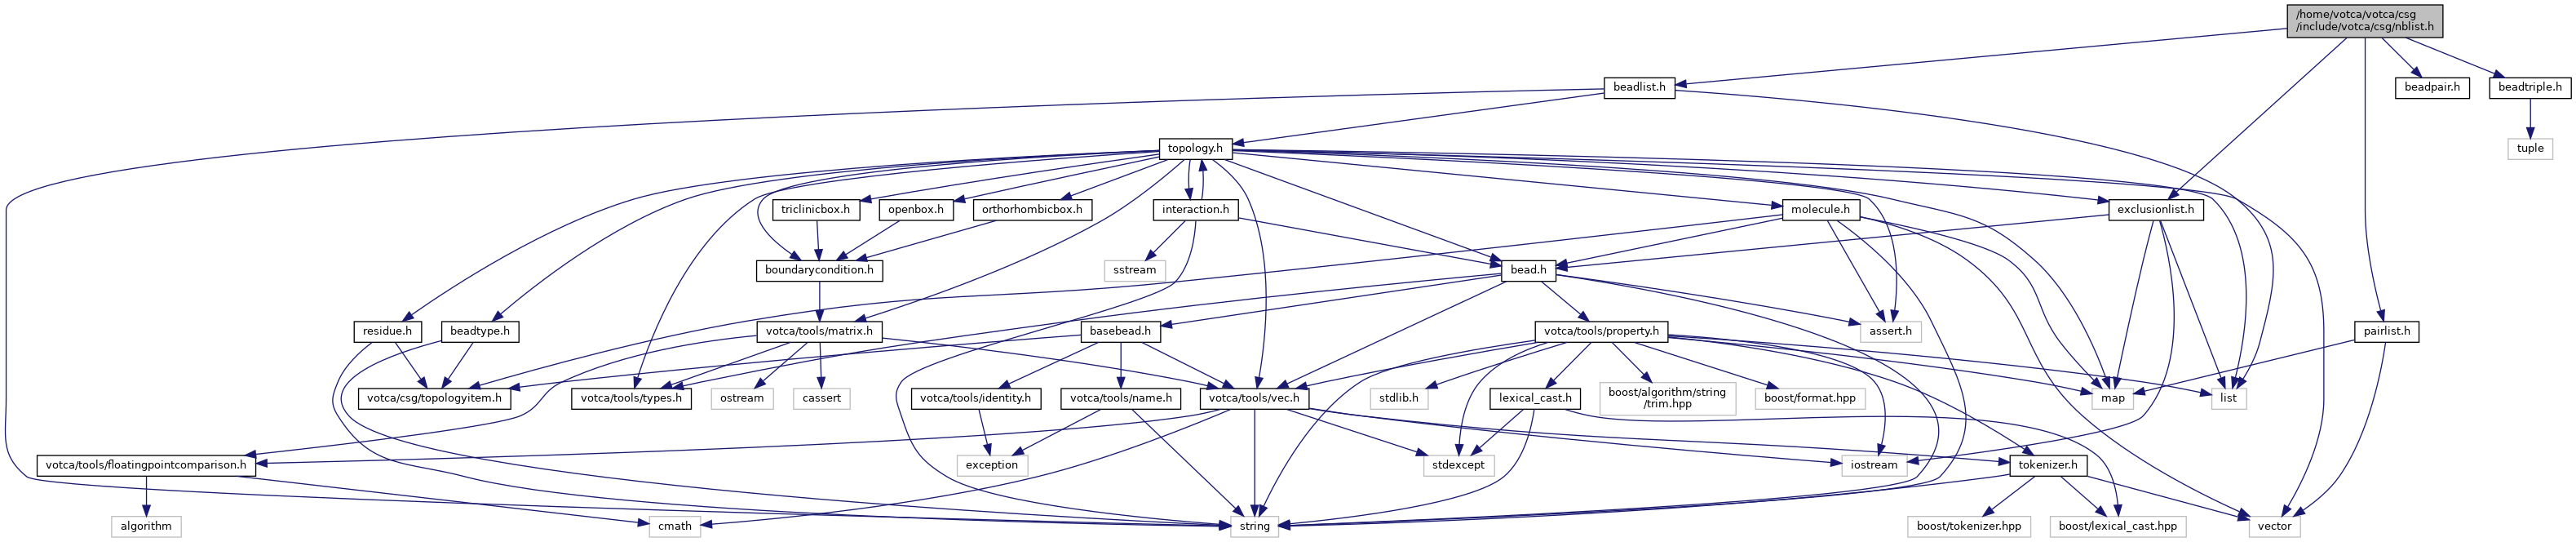 /home/votca/votca/csg
/include/votca/csg/nblist.h
beadlist.h
beadpair.h
beadtriple.h
topology.h
tuple
triclinicbox.h
openbox.h
orthorhombicbox.h
interaction.h
molecule.h
exclusionlist.h
boundarycondition.h
sstream
bead.h
residue.h
beadtype.h
votca/tools/matrix.h
basebead.h
votca/tools/property.h
assert.h
pairlist.h
votca/csg/topologyitem.h
votca/tools/types.h
ostream
cassert
votca/tools/identity.h
votca/tools/name.h
votca/tools/vec.h
stdlib.h
lexical_cast.h
boost/algorithm/string
/trim.hpp
boost/format.hpp
map
list
votca/tools/floatingpointcomparison.h
exception
stdexcept
iostream
tokenizer.h
algorithm
cmath
string
boost/tokenizer.hpp
boost/lexical_cast.hpp
vector